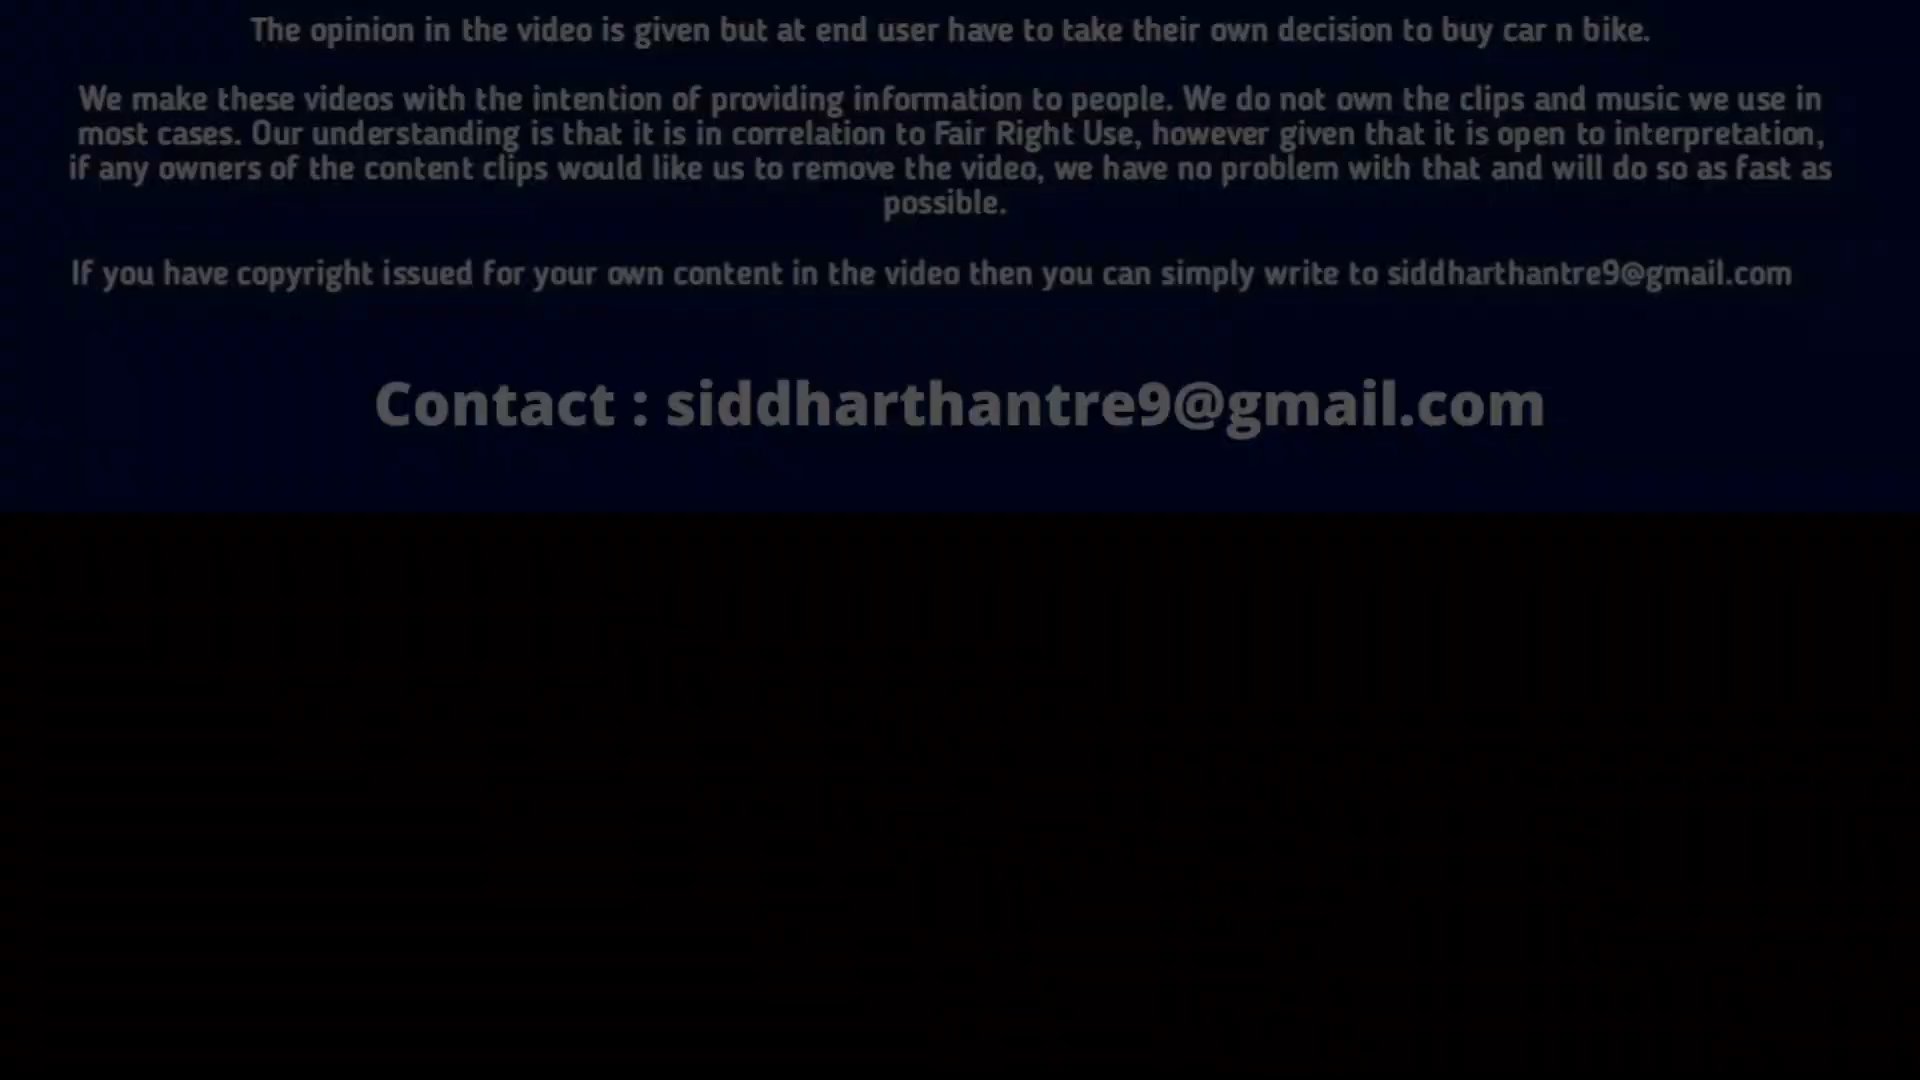 The opinion in the video is given but at end user have to take their own decision to buy car n bike.
We make these videos with the intention of providing information to people. We do not own the clips and music we use in
most cases. Our understanding is that it is in correlation to Fair Right Use, however given that it is open to interpretation,
if any owners of the content clips would like us to remove the video, we have no problem with that and will do so as fast as
possible.
If you have copyright issued for your own content in the video then you can simply write to siddharthantre9@gmail.com
Contact : siddharthantre9@gmail.com